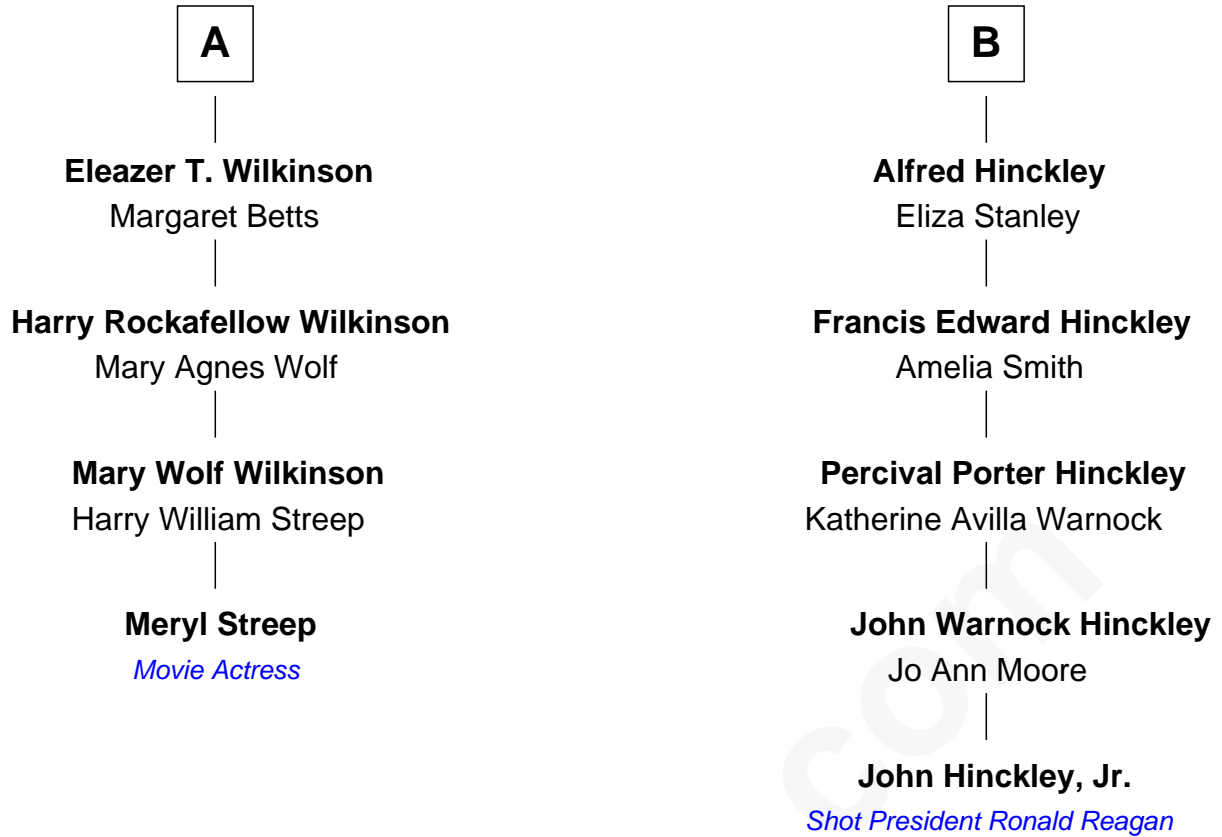 A
Eleazer T. Wilkinson
Margaret Betts
Harry Rockafellow Wilkinson
Mary Agnes Wolf
Mary Wolf Wilkinson
Harry William Streep
Meryl Streep
Movie Actress
B
Alfred Hinckley
Eliza Stanley
Francis Edward Hinckley
Amelia Smith
Percival Porter Hinckley
Katherine Avilla Warnock
John Warnock Hinckley
Jo Ann Moore
John Hinckley, Jr.
Shot President Ronald Reagan
com